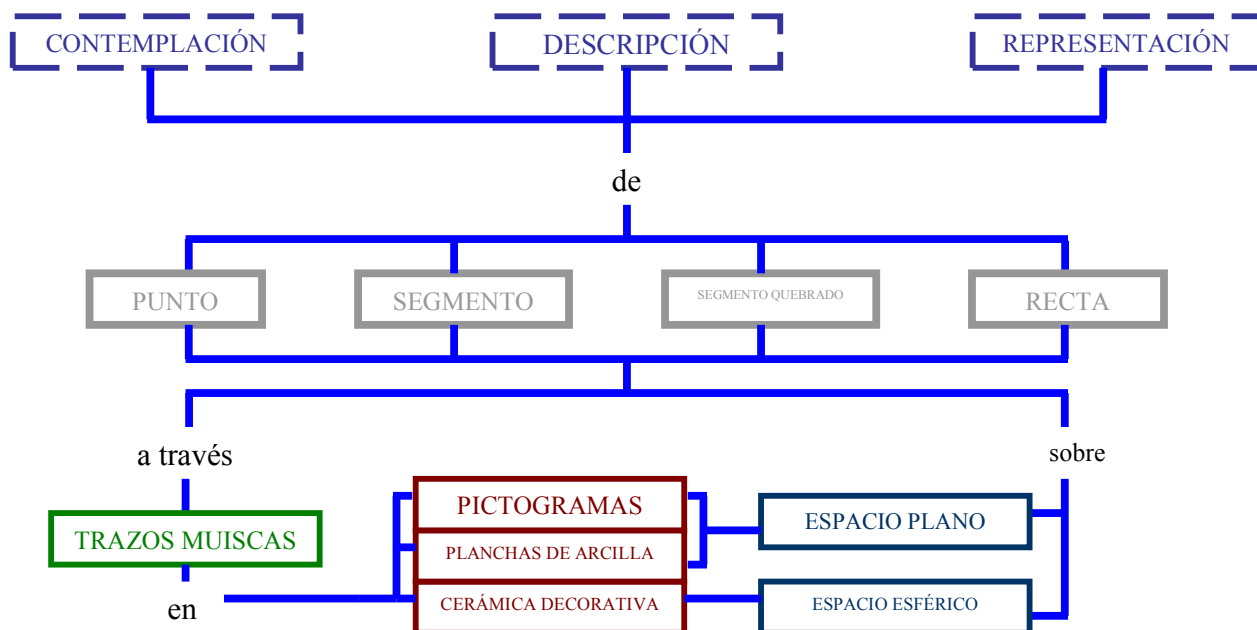 CONTEMPLACIÓN
DESCRIPCIÓN
REPRESENTACIÓN
de
PUNTO
SEGMENTO
SEGMENTO QUEBRADO
RECTA
a través
sobre
PICTOGRAMAS
ESPACIO PLANO
TRAZOS MUISCAS
PLANCHAS DE ARCILLA
en
CERÁMICA DECORATIVA
ESPACIO ESFÉRICO